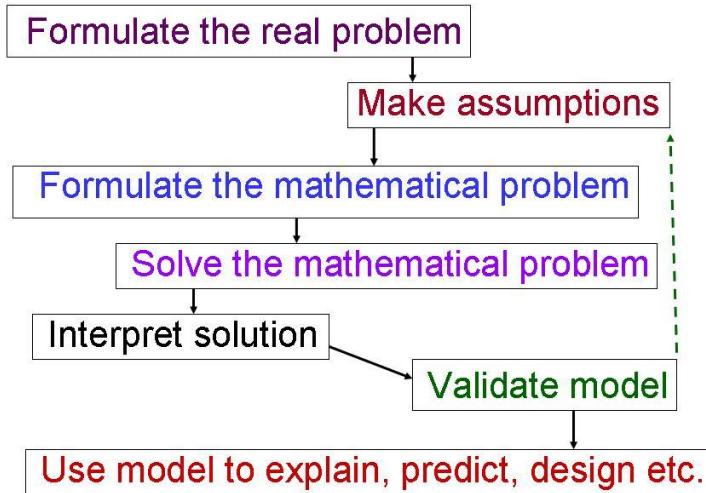 Formulate the real problem
Make assumptions
Formulate the mathematical problem
Solve the mathematical problem
Interpret solution
Validate model
Use model to explain, predict, design etc.